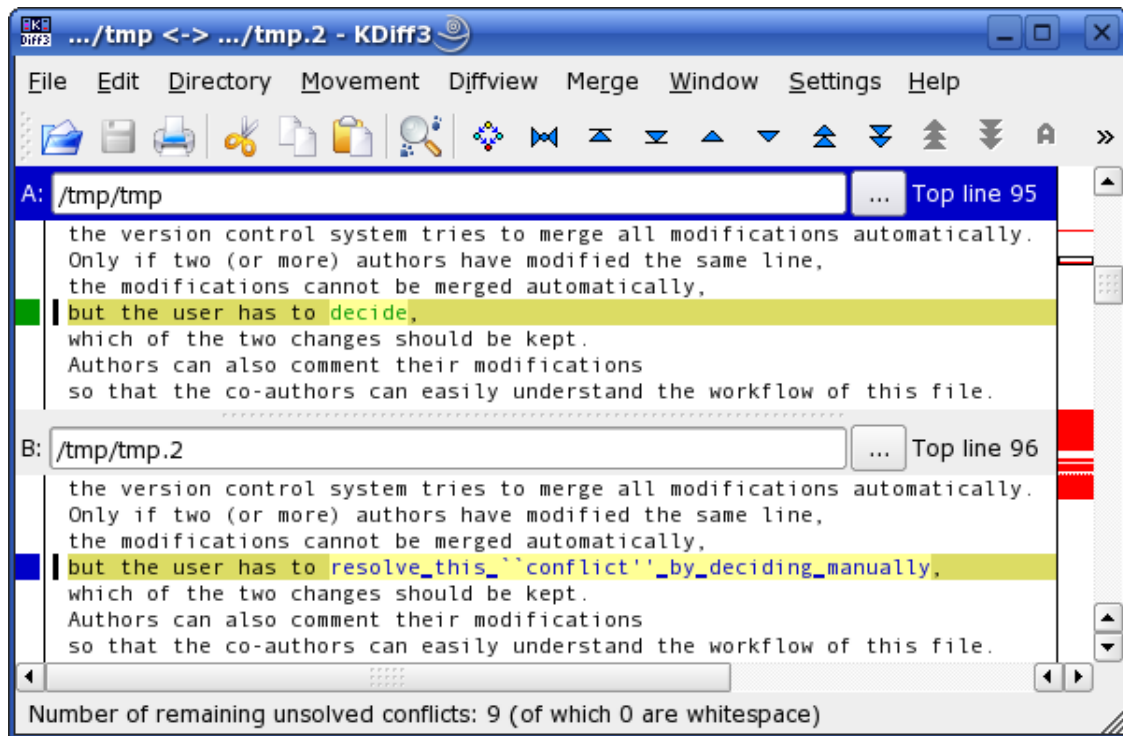 K
Diff3 .../tmp <-> .../tmp.2 - KDiff3
File Edit Directory Movement Diffview Merge Window Settings Help
A »
A: /tmp/tmp ... Top line 95
the version control system tries to merge all modifications automatically.
Only if two (or more) authors have modified the same line,
the modifications cannot be merged automatically,
but the user has to decide,
which of the two changes should be kept.
Authors can also comment their modifications
so that the co-authors can easily understand the workflow of this file.
B: /tmp/tmp.2 ... Top line 96
the version control system tries to merge all modifications automatically.
Only if two (or more) authors have modified the same line,
the modifications cannot be merged automatically,
but the user has to resolve_this_``conflict''_by_deciding_manually,
which of the two changes should be kept.
Authors can also comment their modifications
so that the co-authors can easily understand the workflow of this file.
Number of remaining unsolved conflicts: 9 (of which 0 are whitespace)